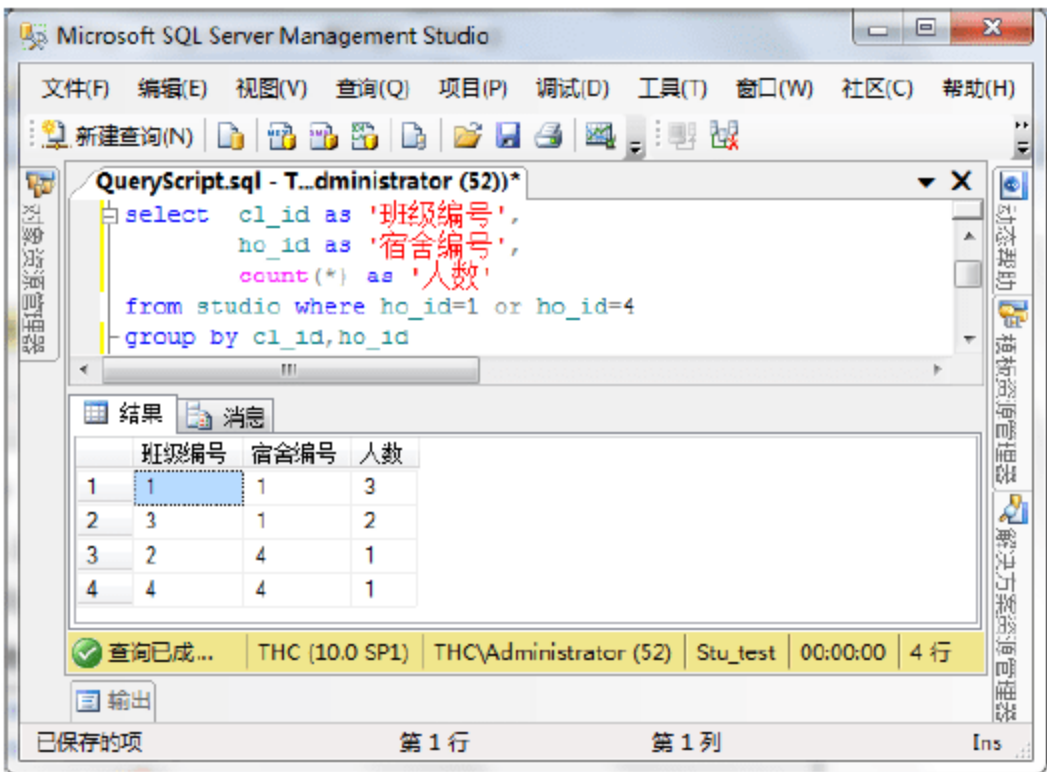 Microsoft SQL Server Management Studio
文件(F) 编辑(E) 视图(V) 查询(Q) 项目(P) 调试(D) 工具(T) 窗口(W) 社区(C) 帮助(H)
新建查询(N)
QueryScript.sql - T...dministrator (52))*
对象资源管理器
select cl_id as '班级编号',
ho_id as '宿舍编号',
count(*) as '人数'
from studio where ho_id=1 or ho_id=4
group by cl_id,ho_id
动态帮助
模板资源管理器
解决方案资源管理器
结果 消息
班级编号 宿舍编号 人数
1 1 1 3
2 3 1 2
3 2 4 1
4 4 4 1
查询已成... THC (10.0 SP1) THC\Administrator (52) Stu_test 00:00:00 4 行
输出
已保存的项 第 1 行 第 1 列 Ins